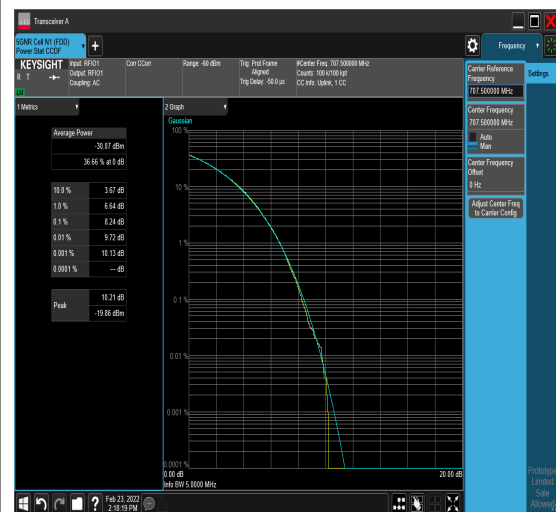 Transceiver A
5GNR Cell N1 (FDD)
Power Stat CCDF
Frequency
KEYSIGHT
R T
LXI
Input: RFIO1
Output: RFIO1
Coupling: AC
Corr CCorr
Range: -60 dBm
Trig: Prot Frame
Aligned
Trig Delay: -50.0 µs
#Center Freq: 707.500000 MHz
Counts: 100 k/100 kpt
CC Info: Uplink, 1 CC
Carrier Reference
Frequency
707.500000 MHz
Settings
Center Frequency
707.500000 MHz
Auto
Man
Center Frequency
Offset
0 Hz
Adjust Center Freq
to Carrier Config
1 Metrics
Average Power
-30.07 dBm
36.66 % at 0 dB
10.0 % 3.67 dB
1.0 % 6.64 dB
0.1 % 8.24 dB
0.01 % 9.72 dB
0.001 % 10.13 dB
0.0001 % --- dB
Peak
10.21 dB
-19.86 dBm
2 Graph
Gaussian
100 %
10 %
1 %
0.1 %
0.01 %
0.001 %
0.0001 %
0.00 dB 20.00 dB
Info BW 5.0000 MHz
Feb 23, 2022
2:18:19 PM
Prototype
Limited
Sale
Allowed